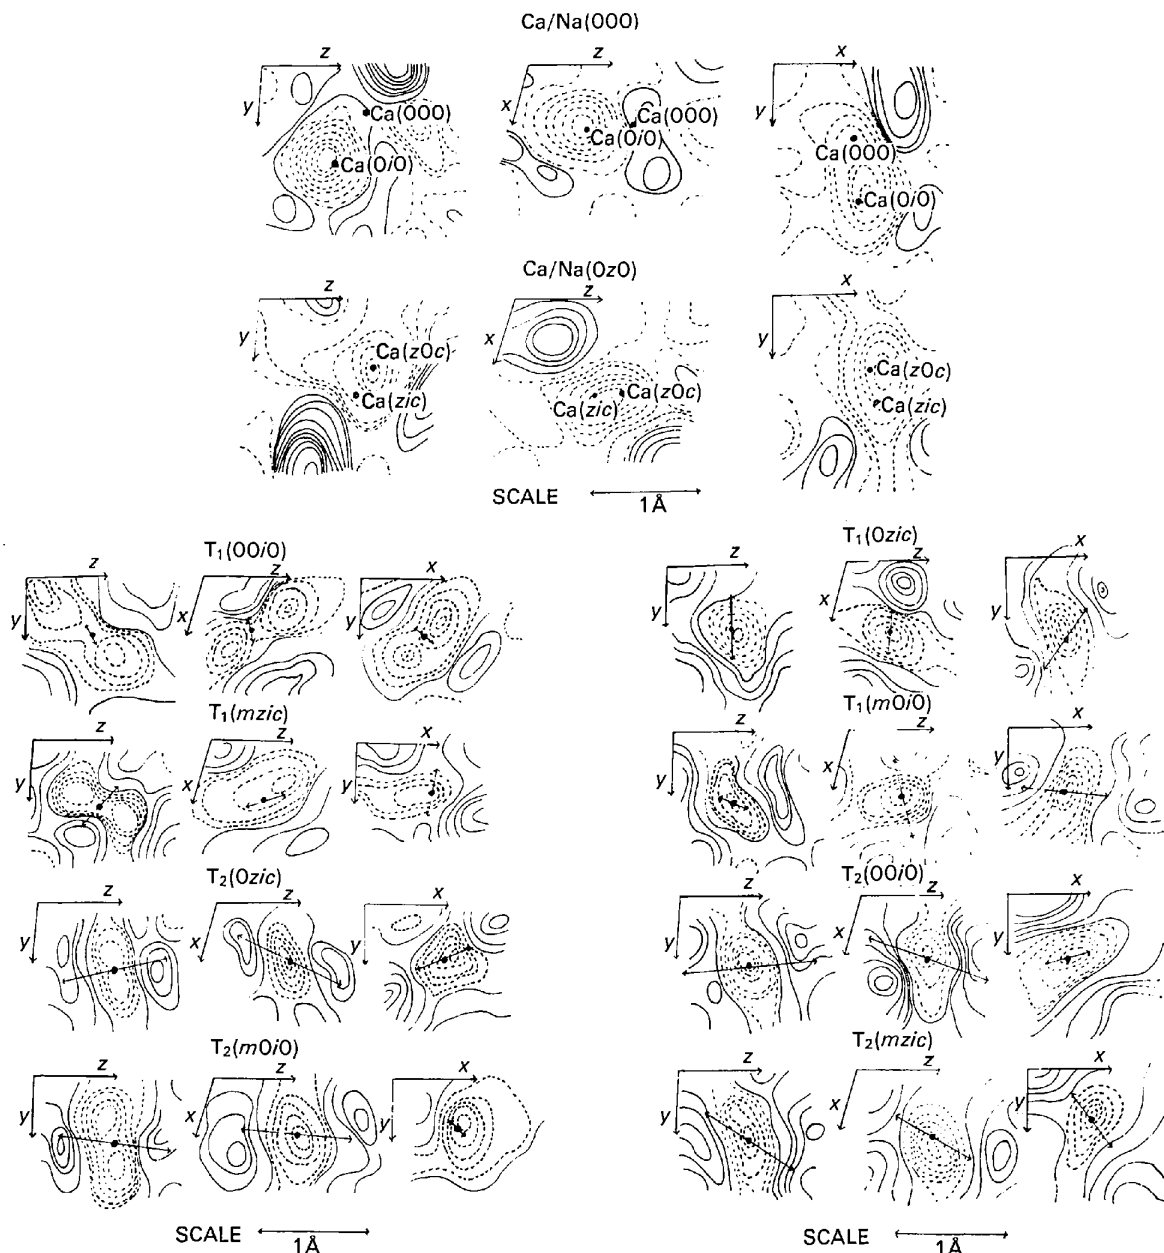 Ca/Na(000)
z
y
Ca(000)
Ca(0i0)
z
x
Ca(000)
Ca(0i0)
x
y
Ca(000)
Ca(0i0)
Ca/Na(0z0)
z
y
Ca(z0c)
Ca(zic)
z
x
Ca(z0c)
Ca(zic)
x
y
Ca(z0c)
Ca(zic)
SCALE
1Å
T₁(00i0)
z
y
z
x
x
y
T₁(0zic)
z
y
z
x
x
y
T₁(mzic)
z
y
z
x
x
y
T₁(m0i0)
z
y
z
x
x
y
T₂(0zic)
z
y
z
x
x
y
T₂(00i0)
z
y
z
x
x
y
T₂(m0i0)
z
y
z
x
x
y
T₂(mzic)
z
y
z
x
x
y
SCALE
1Å
SCALE
1Å